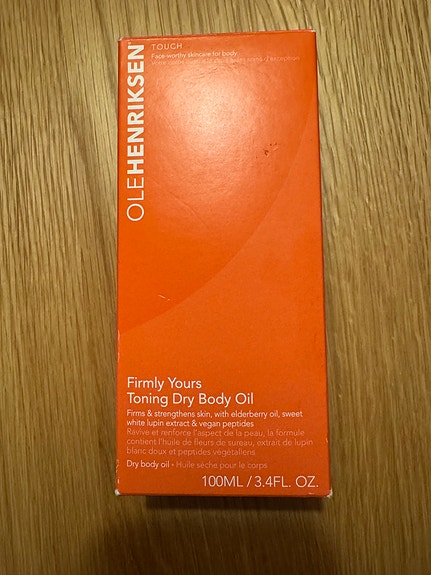 OLEHENRIKSEN
TOUCH
Face-worthy skincare for body
Firmly Yours
Toning Dry Body Oil
Firms & strengthens skin, with elderberry oil, sweet
white lupin extract & vegan peptides
Ravive et renforce l'aspect de la peau, la formule
contient l'huile de fleurs de sureau, extrait de lupin
blanc doux et peptides végétaliens
Dry body oil • Huile sèche pour le corps
100ML / 3.4FL. OZ.